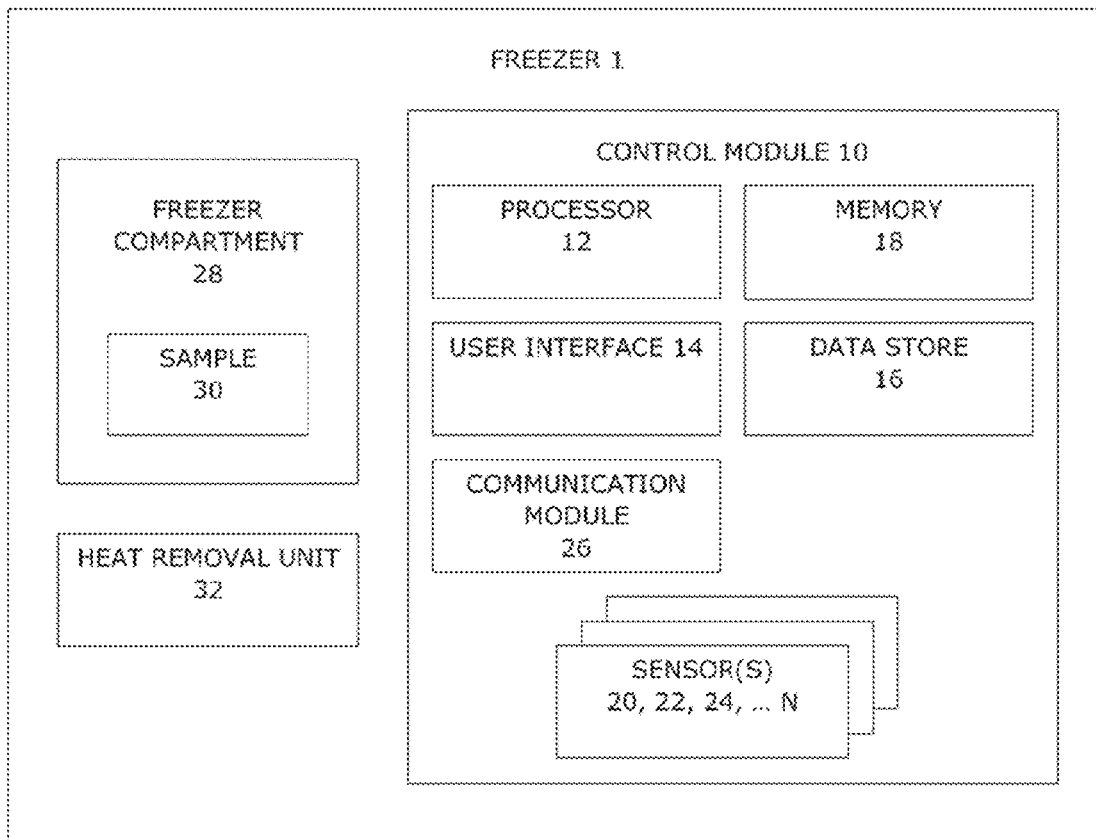 FREEZER 1
FREEZER
COMPARTMENT
28
SAMPLE
30
HEAT REMOVAL UNIT
32
CONTROL MODULE 10
PROCESSOR
12
MEMORY
18
USER INTERFACE 14
DATA STORE
16
COMMUNICATION
MODULE
26
SENSOR(S)
20, 22, 24, ... N